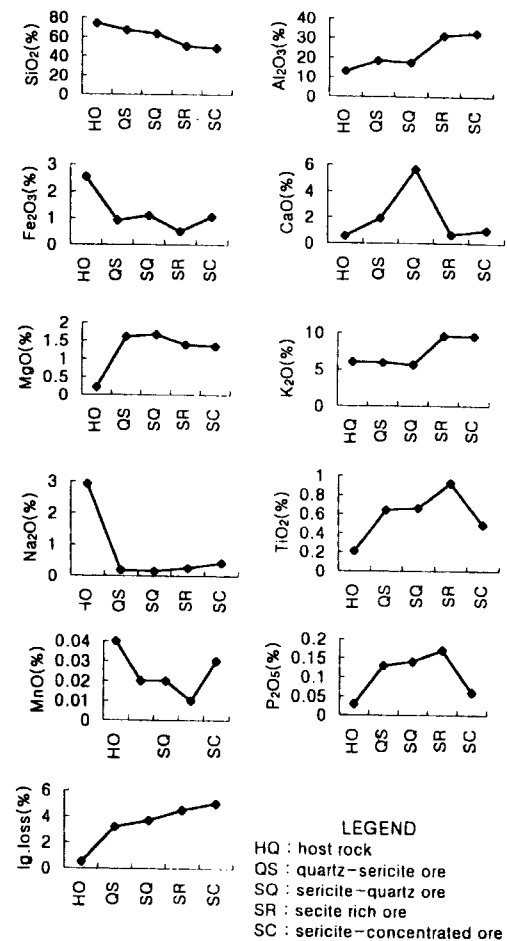 SiO₂(%)
80
60
40
20
0
HO QS SQ SR SC
Al₂O₃(%)
40
30
20
10
0
HO QS SQ SR SC
Fe₂O₃(%)
3
2
1
0
HO QS SQ SR SC
CaO(%)
6
4
2
0
HO QS SQ SR SC
MgO(%)
2
1.5
1
0.5
0
HO QS SQ SR SC
K₂O(%)
10
5
0
HQ QS SQ SR SC
Na₂O(%)
3
2
1
0
HO QS SQ SR SC
TiO₂(%)
1
0.8
0.6
0.4
0.2
0
HO QS SQ SR SC
MnO(%)
0.04
0.03
0.02
0.01
0
HO SQ SC
P₂O₅(%)
0.2
0.15
0.1
0.05
0
HO QS SQ SR SC
Ig.loss(%)
6
4
2
0
HO QS SQ SR SC
LEGEND
HQ : host rock
QS : quartz-sericite ore
SQ : sericite-quartz ore
SR : secite rich ore
SC : sericite-concentrated ore